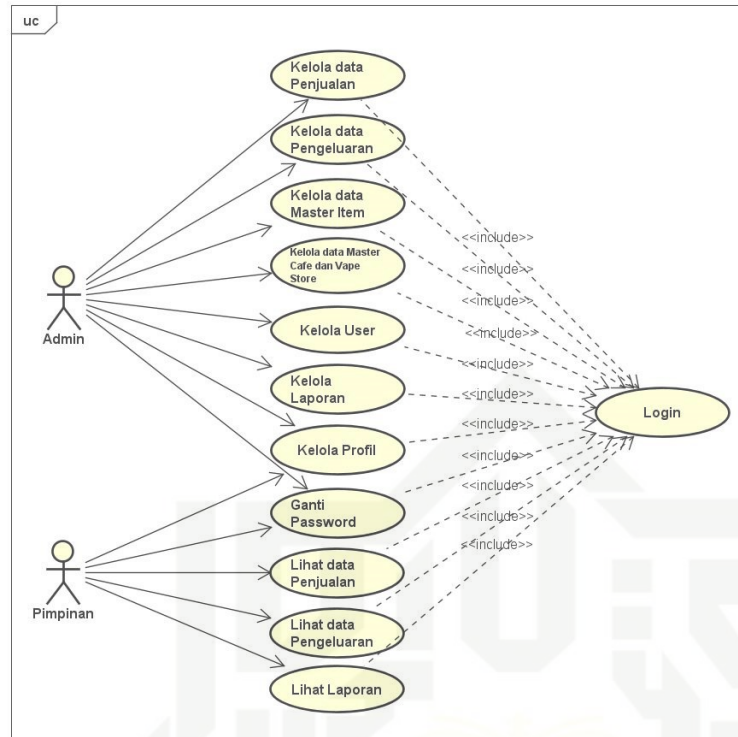 uc
Kelola data
Penjualan
Kelola data
Pengeluaran
Kelola data
Master Item
<<include>>
Kelola data Master
Cafe dan Vape
Store
<<include>>
<<include>>
Admin
Kelola User
<<include>>
<<include>>
Kelola
Laporan
<<include>>
Login
Kelola Profil
<<include>>
<<include>>
Ganti
Password
<<include>>
<<include>>
Lihat data
Penjualan
<<include>>
Pimpinan
Lihat data
Pengeluaran
Lihat Laporan